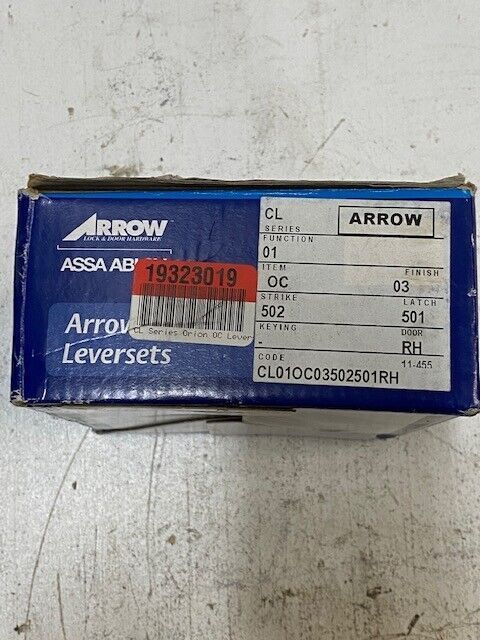 ARROW
LOCK & DOOR HARDWARE
ASSA AB
Arrow
Leversets
19323019
CL Series Orion OC Lever
CL ARROW
SERIES
FUNCTION
01
ITEM FINISH
OC 03
STRIKE LATCH
502 501
KEYING DOOR
- RH
CODE 11-455
CL01OC03502501RH